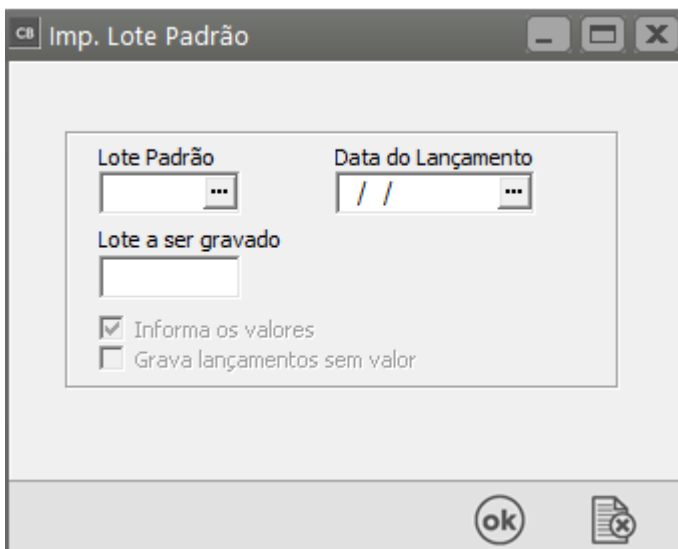 CB Imp. Lote Padrão
Lote Padrão Data do Lançamento
... / / ...
Lote a ser gravado
Informa os valores
Grava lançamentos sem valor
ok